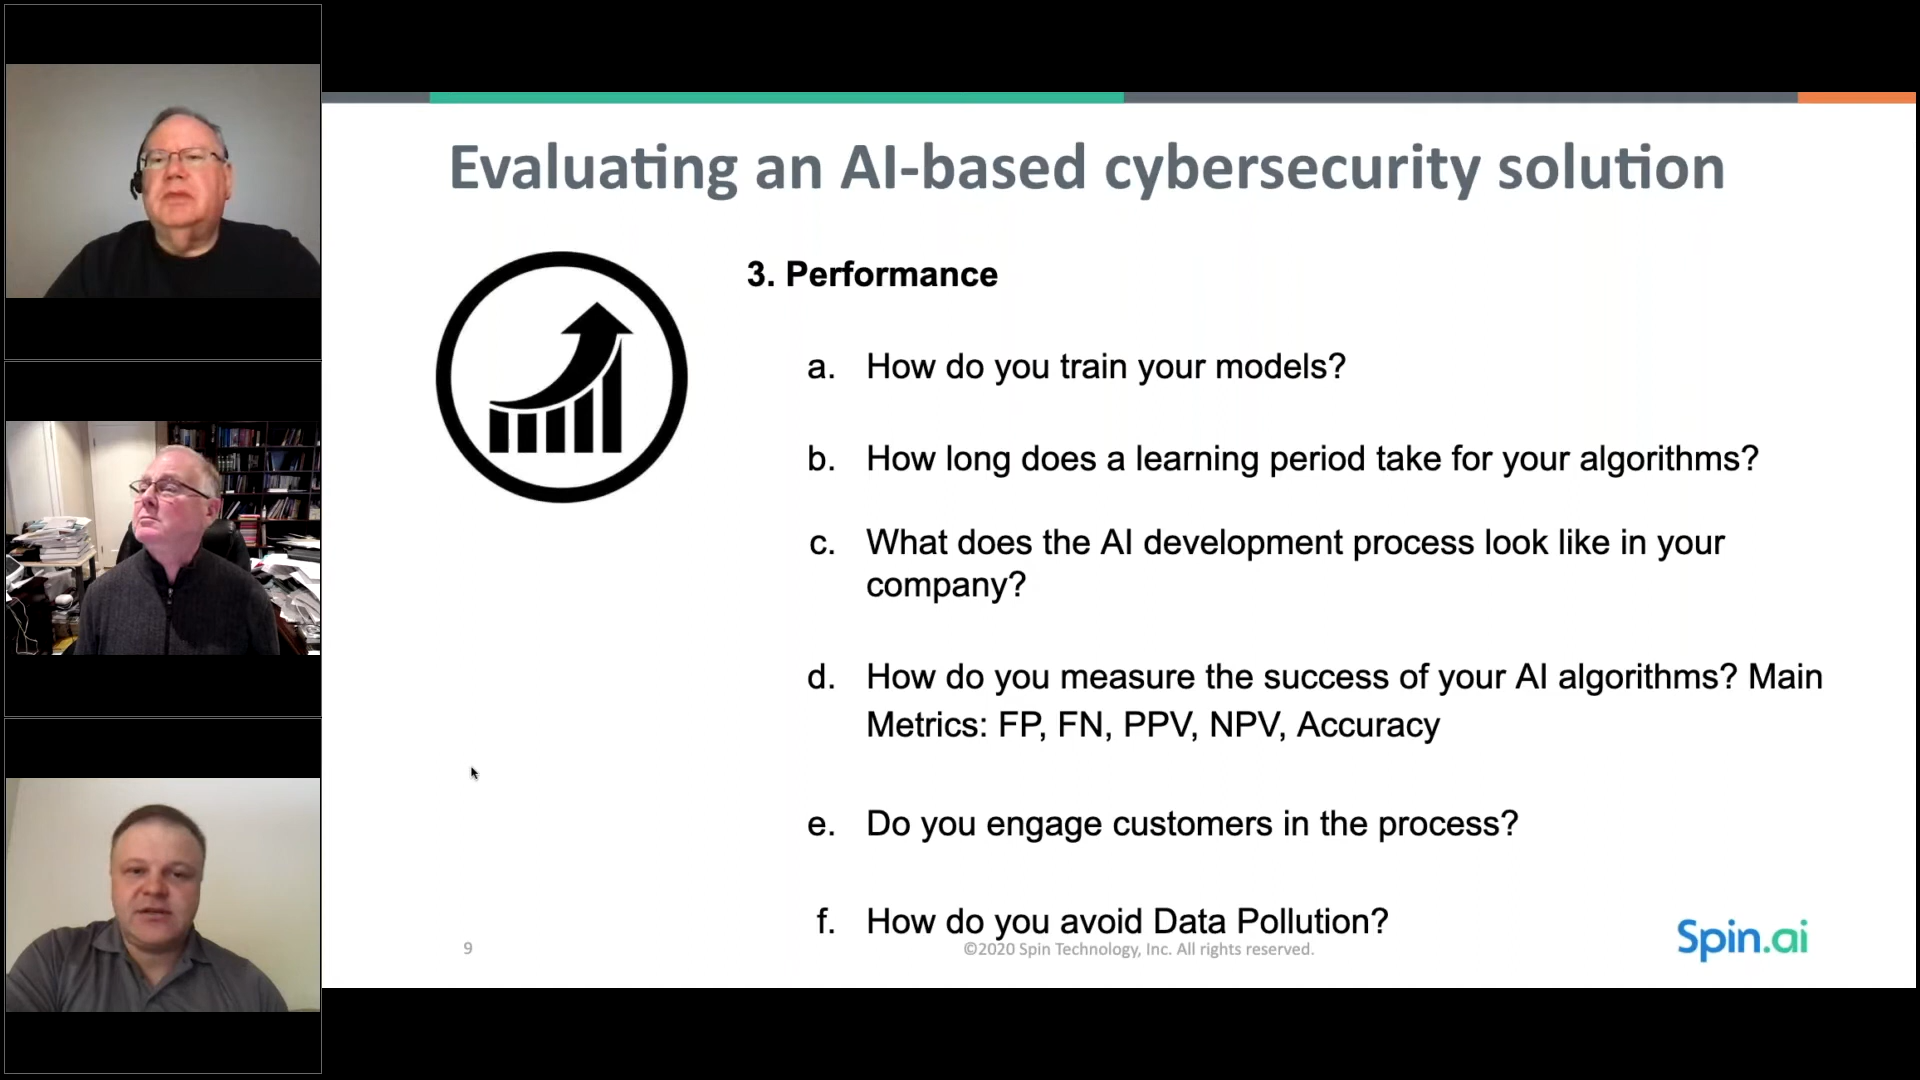 Evaluating an AI-based cybersecurity solution
3. Performance
a. How do you train your models?
b. How long does a learning period take for your algorithms?
c. What does the AI development process look like in your
company?
d. How do you measure the success of your AI algorithms? Main
Metrics: FP, FN, PPV, NPV, Accuracy
e. Do you engage customers in the process?
f. How do you avoid Data Pollution?
9
©2020 Spin Technology, Inc. All rights reserved.
Spin.ai